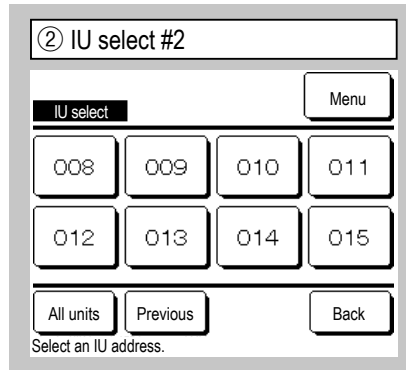 ② IU select #2
Menu
IU select
008 009 010 011
012 013 014 015
All units Previous Back
Select an IU address.